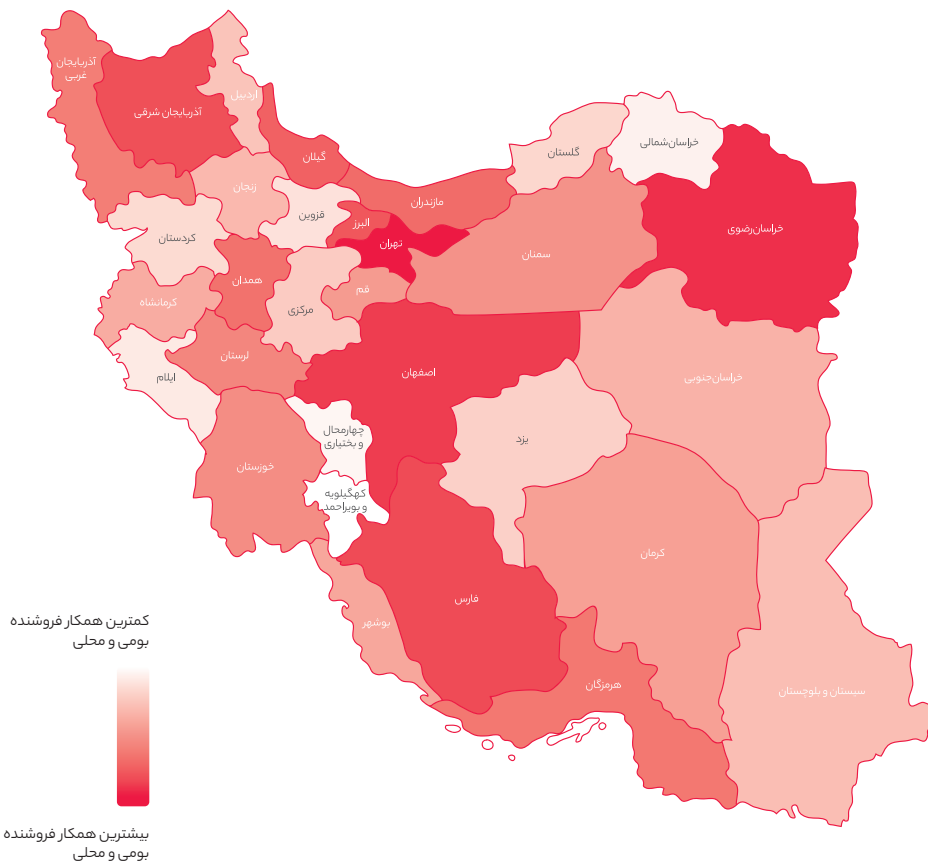 آذربایجان
غربی
آذربایجان شرقی
اردبیل
گیلان
زنجان
قزوین
کردستان
همدان
کرمانشاه
البرز
تهران
مازندران
گلستان
خراسان‌شمالی
خراسان‌رضوی
سمنان
قم
مرکزی
لرستان
ایلام
اصفهان
خراسان‌جنوبی
یزد
چهارمحال
و بختیاری
خوزستان
کهگیلویه
و بویراحمد
کرمان
فارس
بوشهر
هرمزگان
سیستان و بلوچستان
کمترین همکار فروشنده
بومی و محلی
بیشترین همکار فروشنده
بومی و محلی